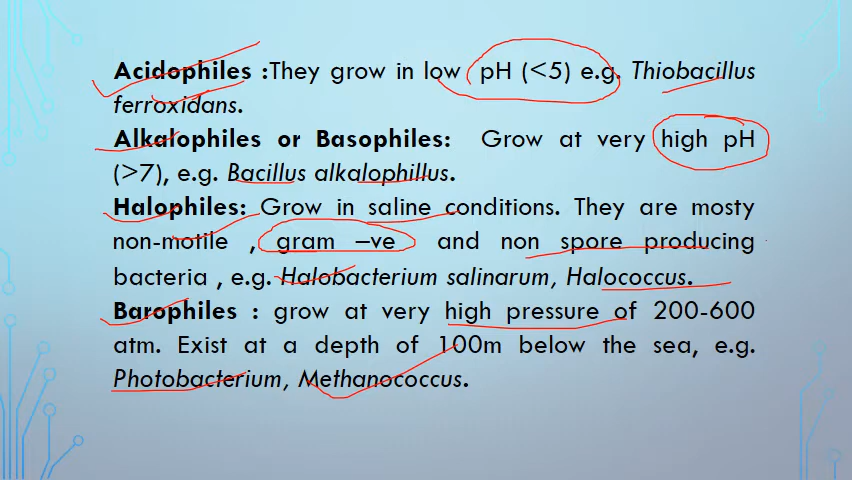 Acidophiles :They grow in low pH (<5) e.g. Thiobacillus
ferroxidans.
Alkalophiles or Basophiles: Grow at very high pH
(>7), e.g. Bacillus alkalophillus.
Halophiles: Grow in saline conditions. They are mosty
non-motile , gram –ve and non spore producing
bacteria , e.g. Halobacterium salinarum, Halococcus.
Barophiles : grow at very high pressure of 200-600
atm. Exist at a depth of 100m below the sea, e.g.
Photobacterium, Methanococcus.